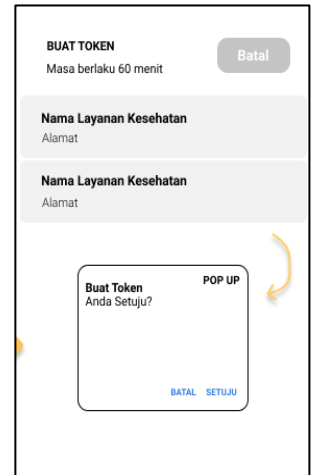 BUAT TOKEN
Masa berlaku 60 menit
Batal
Nama Layanan Kesehatan
Alamat
Nama Layanan Kesehatan
Alamat
POP UP
Buat Token
Anda Setuju?
BATAL SETUJU